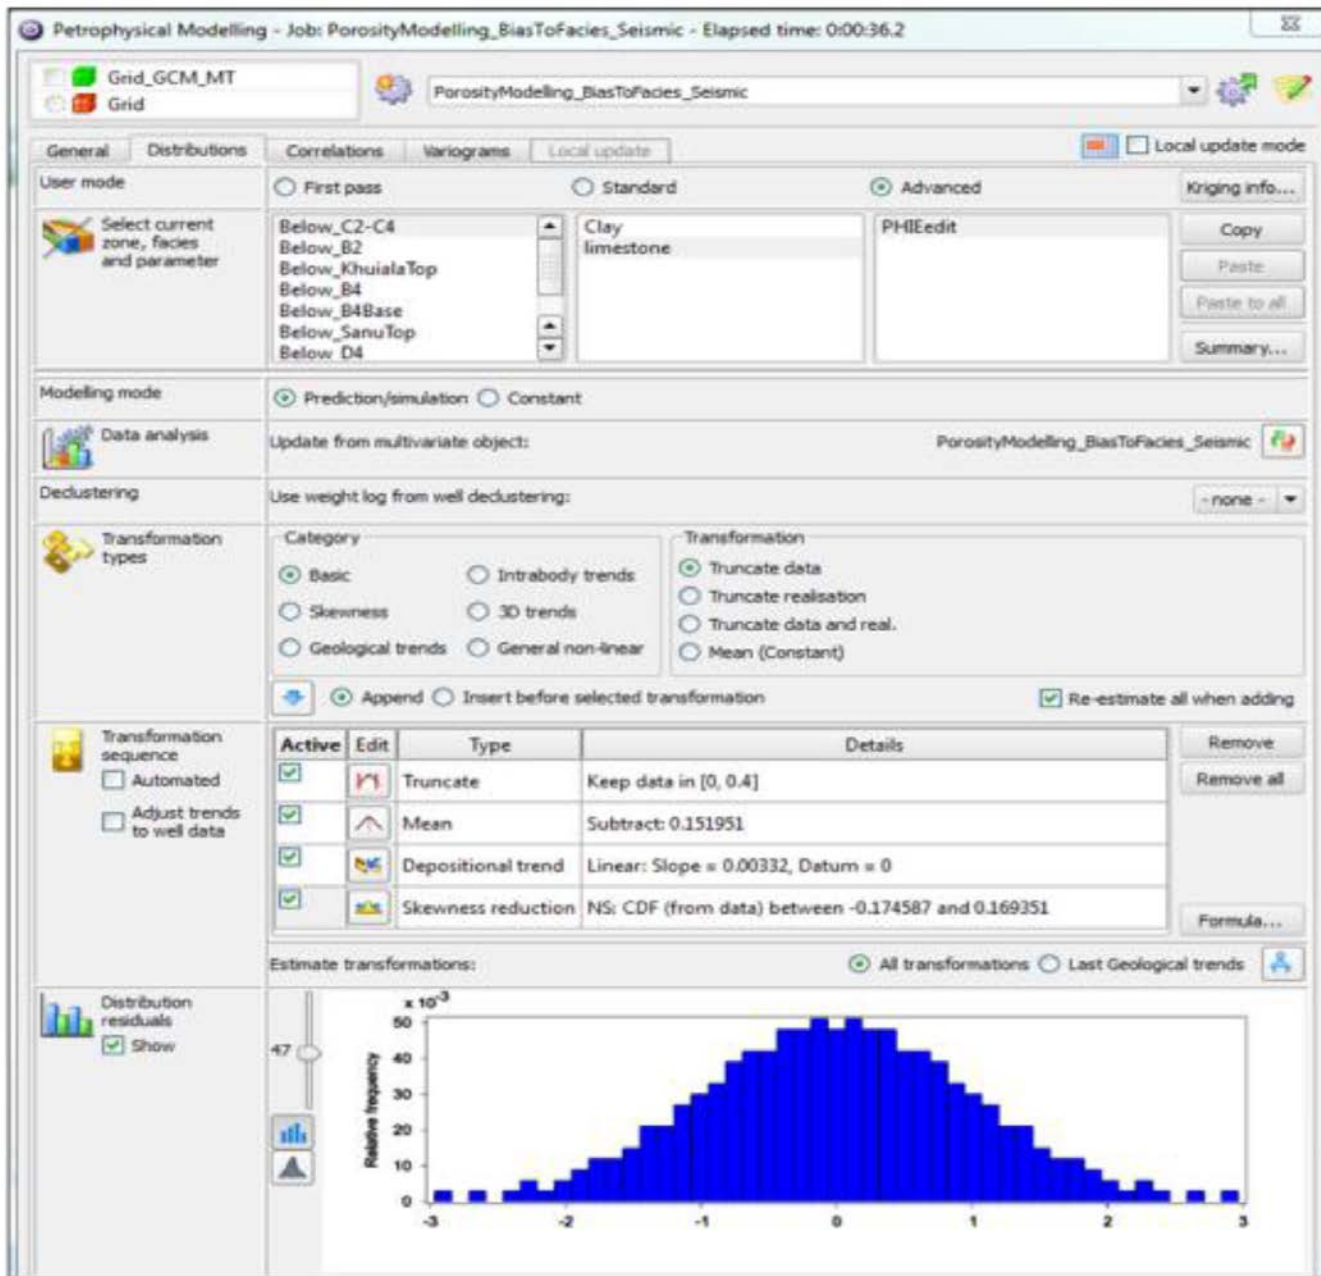 Petrophysical Modelling - Job: PorosityModelling_BiasToFacies_Seismic - Elapsed time: 0:00:36.2
Grid_GCM_MT
Grid
PorosityModelling_BiasToFacies_Seismic
General Distributions Correlations Variograms Local update
Local update mode
User mode
First pass Standard Advanced
Kriging info...
Select current
zone, facies
and parameter
Below_C2-C4
Below_B2
Below_KhuialaTop
Below_B4
Below_B4Base
Below_SanuTop
Below_D4
Clay
limestone
PHIEedit
Copy
Paste
Paste to all
Summary...
Modelling mode
Prediction/simulation Constant
Data analysis
Update from multivariate object:
PorosityModelling_BiasToFacies_Seismic
Declustering
Use weight log from well declustering:
- none -
Transformation
types
Category
Basic Intrabody trends
Skewness 3D trends
Geological trends General non-linear
Transformation
Truncate data
Truncate realisation
Truncate data and real.
Mean (Constant)
Append Insert before selected transformation
Re-estimate all when adding
Transformation
sequence
Automated
Adjust trends
to well data
Active Edit Type Details
Truncate Keep data in [0, 0.4]
Mean Subtract: 0.151951
Depositional trend Linear: Slope = 0.00332, Datum = 0
Skewness reduction NS: CDF (from data) between -0.174587 and 0.169351
Remove
Remove all
Formula...
Estimate transformations:
All transformations Last Geological trends
Distribution
residuals
Show
47
x 10-3
Relative frequency
50
40
30
20
10
0
-3 -2 -1 0 1 2 3